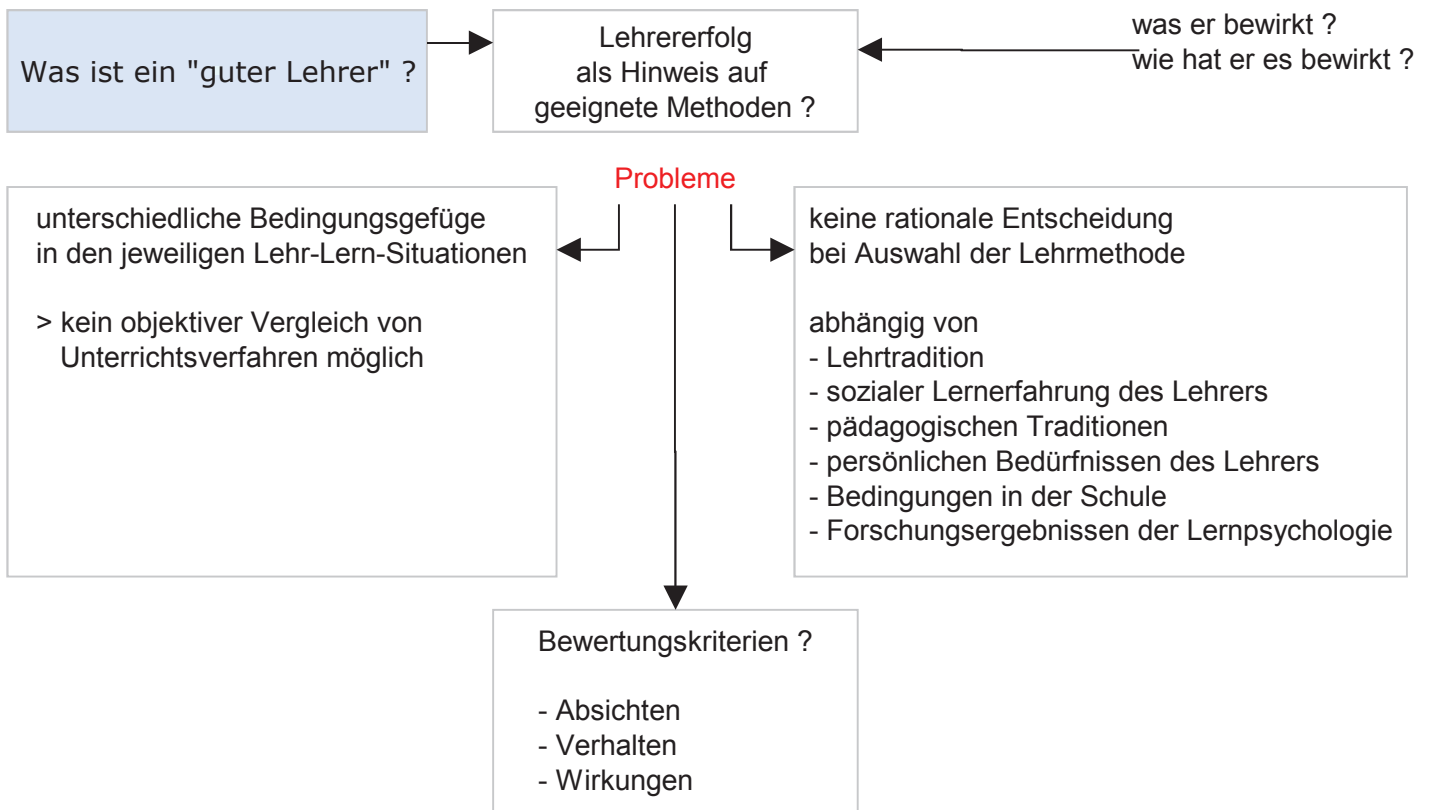 Was ist ein "guter Lehrer" ?
Lehrererfolg
als Hinweis auf
geeignete Methoden ?
was er bewirkt ?
wie hat er es bewirkt ?
Probleme
unterschiedliche Bedingungsgefüge
in den jeweiligen Lehr-Lern-Situationen
> kein objektiver Vergleich von
Unterrichtsverfahren möglich
keine rationale Entscheidung
bei Auswahl der Lehrmethode
abhängig von
- Lehrtradition
- sozialer Lernerfahrung des Lehrers
- pädagogischen Traditionen
- persönlichen Bedürfnissen des Lehrers
- Bedingungen in der Schule
- Forschungsergebnissen der Lernpsychologie
Bewertungskriterien ?
- Absichten
- Verhalten
- Wirkungen